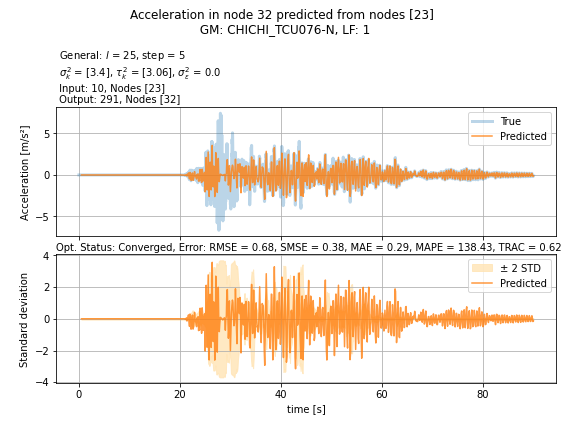 Acceleration in node 32 predicted from nodes [23]
GM: CHICHI_TCU076-N, LF: 1
General: l = 25, step = 5
σ²ₖ = [3.4], τ²ₖ = [3.06], σ²_ε = 0.0
Input: 10, Nodes [23]
Output: 291, Nodes [32]
Acceleration [m/s²]
5
0
−5
True
Predicted
Opt. Status: Converged, Error: RMSE = 0.68, SMSE = 0.38, MAE = 0.29, MAPE = 138.43, TRAC = 0.62
Standard deviation
4
2
0
−2
−4
± 2 STD
Predicted
0 20 40 60 80
time [s]